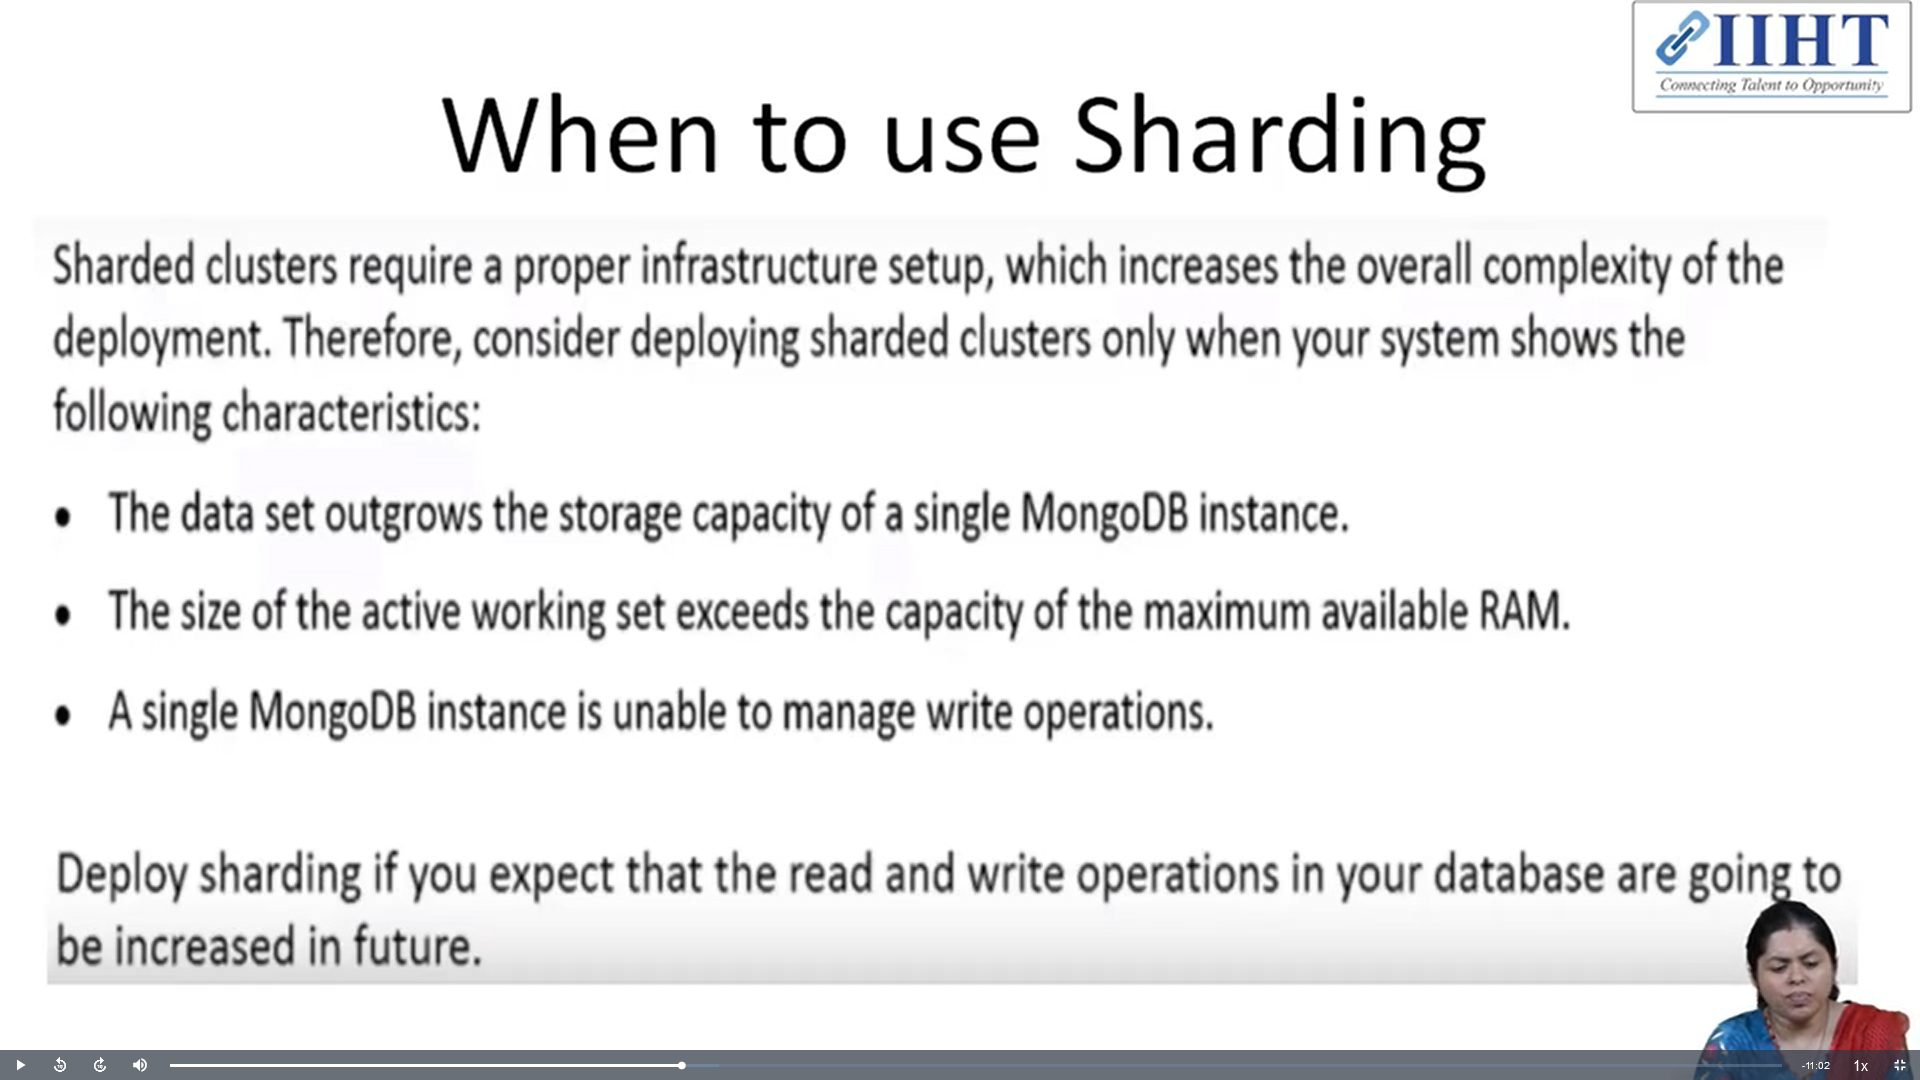 IIHT
Connecting Talent to Opportunity
When to use Sharding
Sharded clusters require a proper infrastructure setup, which increases the overall complexity of the
deployment. Therefore, consider deploying sharded clusters only when your system shows the
following characteristics:
• The data set outgrows the storage capacity of a single MongoDB instance.
• The size of the active working set exceeds the capacity of the maximum available RAM.
• A single MongoDB instance is unable to manage write operations.
Deploy sharding if you expect that the read and write operations in your database are going to
be increased in future.
-11:02 1x